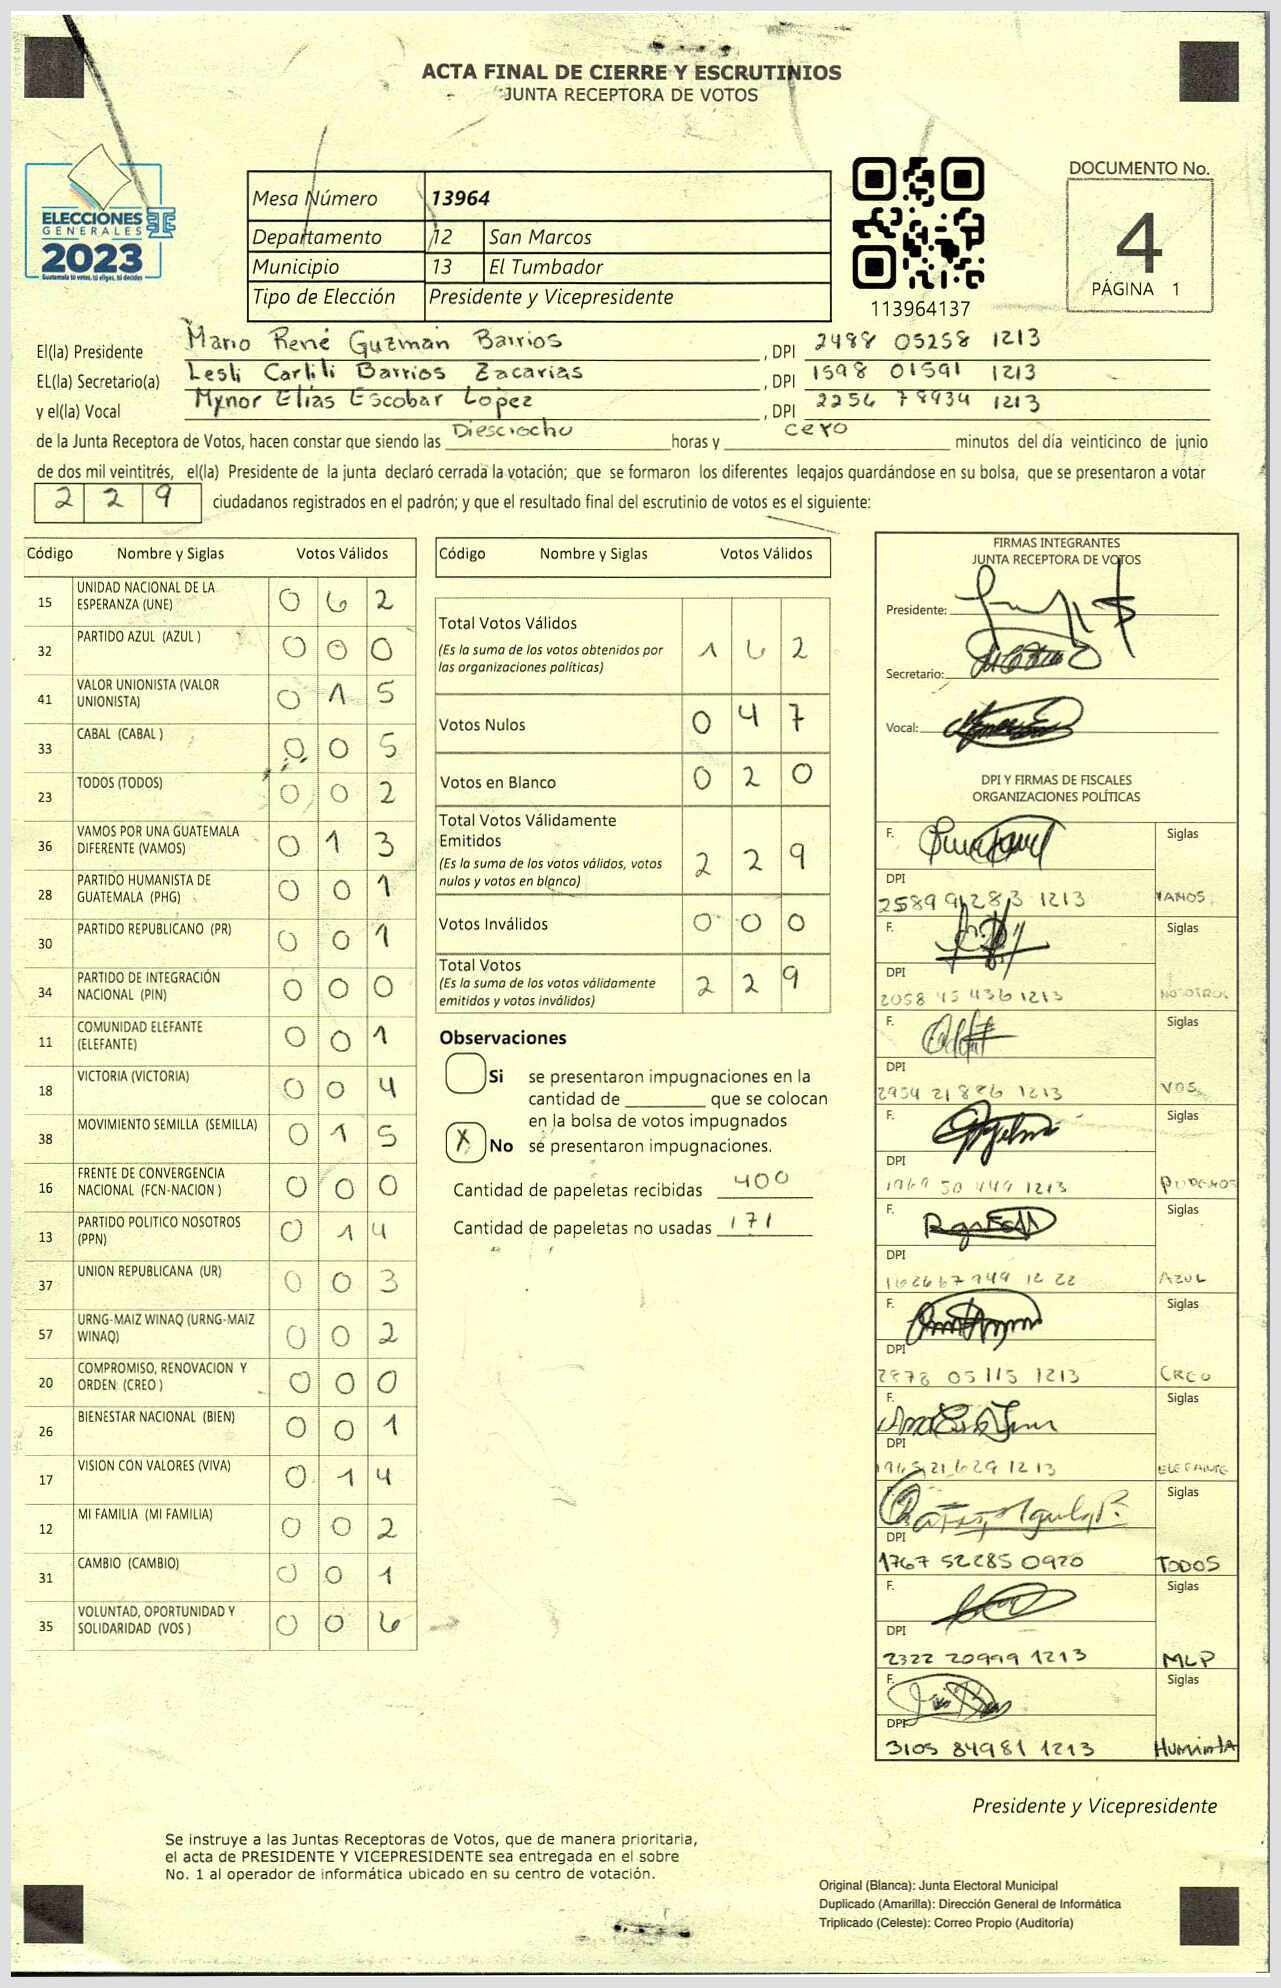 ACTA FINAL DE CIERRE Y ESCRUTINIOS
JUNTA RECEPTORA DE VOTOS
ELECCIONES
GENERALES
2023
Guatemala tú votas, tú eliges, tú decides
Mesa Número 13964
Departamento 12 San Marcos
Municipio 13 El Tumbador
Tipo de Elección Presidente y Vicepresidente
113964137
DOCUMENTO No.
4
PÁGINA 1
El(la) Presidente Mario René Guzmán Barrios , DPI 2488 05258 1213
EL(la) Secretario(a) Lesli Carlili Barrios Zacarias , DPI 1598 01591 1213
y el(la) Vocal Mynor Elías Escobar López , DPI 2256 78934 1213
de la Junta Receptora de Votos, hacen constar que siendo las Diesciocho horas y cero minutos del día veinticinco de junio
de dos mil veintitrés, el(la) Presidente de la junta declaró cerrada la votación; que se formaron los diferentes legajos quardándose en su bolsa, que se presentaron a votar
2 2 9 ciudadanos registrados en el padrón; y que el resultado final del escrutinio de votos es el siguiente:
Código Nombre y Siglas Votos Válidos
15 UNIDAD NACIONAL DE LA
ESPERANZA (UNE) 0 6 2
32 PARTIDO AZUL (AZUL ) 0 0 0
41 VALOR UNIONISTA (VALOR
UNIONISTA) 0 1 5
33 CABAL (CABAL ) 0 0 5
23 TODOS (TODOS) 0 0 2
36 VAMOS POR UNA GUATEMALA
DIFERENTE (VAMOS) 0 1 3
28 PARTIDO HUMANISTA DE
GUATEMALA (PHG) 0 0 1
30 PARTIDO REPUBLICANO (PR) 0 0 1
34 PARTIDO DE INTEGRACIÓN
NACIONAL (PIN) 0 0 0
11 COMUNIDAD ELEFANTE
(ELEFANTE) 0 0 1
18 VICTORIA (VICTORIA) 0 0 4
38 MOVIMIENTO SEMILLA (SEMILLA) 0 1 5
16 FRENTE DE CONVERGENCIA
NACIONAL (FCN-NACION ) 0 0 0
13 PARTIDO POLITICO NOSOTROS
(PPN) 0 1 4
37 UNION REPUBLICANA (UR) 0 0 3
57 URNG-MAIZ WINAQ (URNG-MAIZ
WINAQ) 0 0 2
20 COMPROMISO, RENOVACION Y
ORDEN (CREO ) 0 0 0
26 BIENESTAR NACIONAL (BIEN) 0 0 1
17 VISION CON VALORES (VIVA) 0 1 4
12 MI FAMILIA (MI FAMILIA) 0 0 2
31 CAMBIO (CAMBIO) 0 0 1
35 VOLUNTAD, OPORTUNIDAD Y
SOLIDARIDAD (VOS ) 0 0 6
Código Nombre y Siglas Votos Válidos
Total Votos Válidos
(Es la suma de los votos obtenidos por
las organizaciones políticas) 1 6 2
Votos Nulos 0 4 7
Votos en Blanco 0 2 0
Total Votos Válidamente
Emitidos
(Es la suma de los votos válidos, votos
nulos y votos en blanco) 2 2 9
Votos Inválidos 0 0 0
Total Votos
(Es la suma de los votos válidamente
emitidos y votos inválidos) 2 2 9
Observaciones
Si se presentaron impugnaciones en la
cantidad de ________ que se colocan
en la bolsa de votos impugnados
X No se presentaron impugnaciones.
Cantidad de papeletas recibidas 400
Cantidad de papeletas no usadas 171
FIRMAS INTEGRANTES
JUNTA RECEPTORA DE VOTOS
Presidente:
Secretario:
Vocal:
DPI Y FIRMAS DE FISCALES
ORGANIZACIONES POLÍTICAS
F. Siglas
DPI
2589 91283 1213 VAMOS
F. Siglas
DPI
2058 45 436 1213 NOSOTROS
F. Siglas
DPI
2954 21886 1213 VOS
F. Siglas
DPI
1969 50 449 1213 PODEMOS
F. Siglas
DPI
AZUL
F. Siglas
DPI
2878 05115 1213 CREO
F. Siglas
DPI
1965 21629 1213 ELEFANTE
F. Siglas
DPI
1767 52285 0920 TODOS
F. Siglas
DPI
2322 20999 1213 MLP
F. Siglas
DPI
3105 84981 1213
Presidente y Vicepresidente
Se instruye a las Juntas Receptoras de Votos, que de manera prioritaria,
el acta de PRESIDENTE Y VICEPRESIDENTE sea entregada en el sobre
No. 1 al operador de informática ubicado en su centro de votación.
Original (Blanca): Junta Electoral Municipal
Duplicado (Amarilla): Dirección General de Informática
Triplicado (Celeste): Correo Propio (Auditoría)